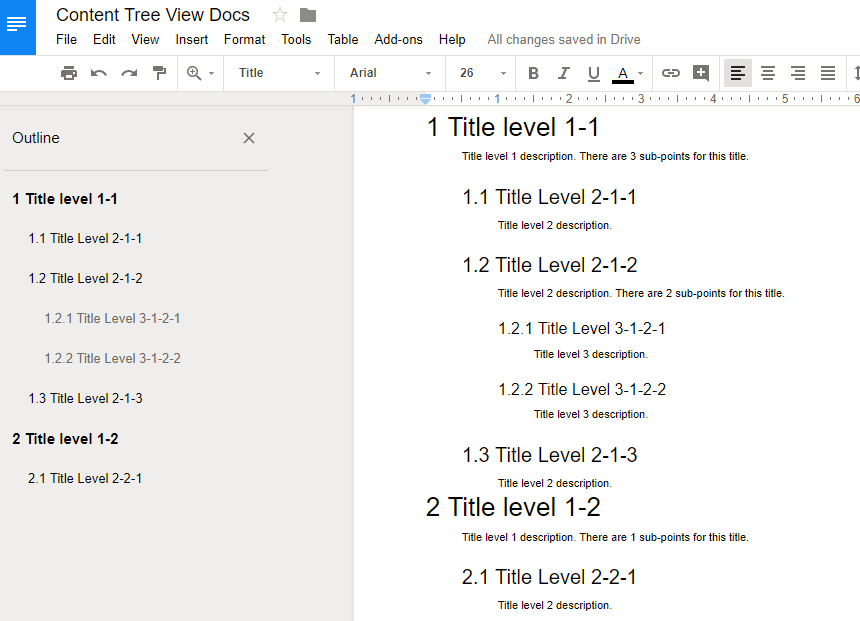 Content Tree View Docs
File Edit View Insert Format Tools Table Add-ons Help All changes saved in Drive
Title Arial 26 B I U A
1 1 2 3 4 5 6
Outline
1 Title level 1-1
1.1 Title Level 2-1-1
1.2 Title Level 2-1-2
1.2.1 Title Level 3-1-2-1
1.2.2 Title Level 3-1-2-2
1.3 Title Level 2-1-3
2 Title level 1-2
2.1 Title Level 2-2-1
1 Title level 1-1
Title level 1 description. There are 3 sub-points for this title.
1.1 Title Level 2-1-1
Title level 2 description.
1.2 Title Level 2-1-2
Title level 2 description. There are 2 sub-points for this title.
1.2.1 Title Level 3-1-2-1
Title level 3 description.
1.2.2 Title Level 3-1-2-2
Title level 3 description.
1.3 Title Level 2-1-3
Title level 2 description.
2 Title level 1-2
Title level 1 description. There are 1 sub-points for this title.
2.1 Title Level 2-2-1
Title level 2 description.